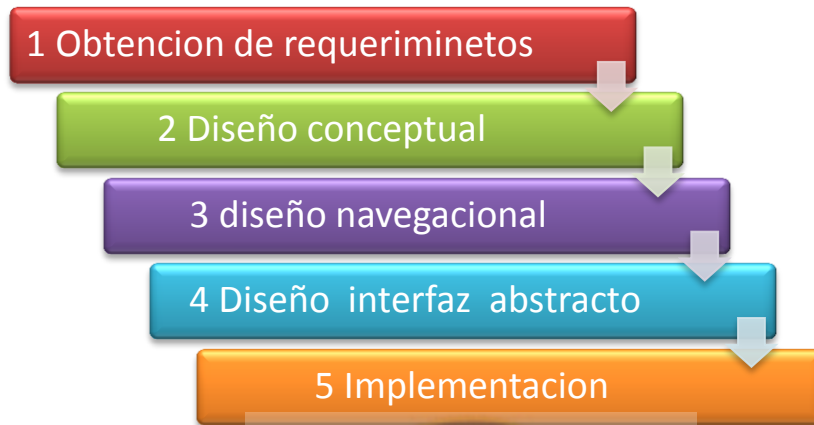 1 Obtencion de requeriminetos
2 Diseño conceptual
3 diseño navegacional
4 Diseño interfaz abstracto
5 Implementacion